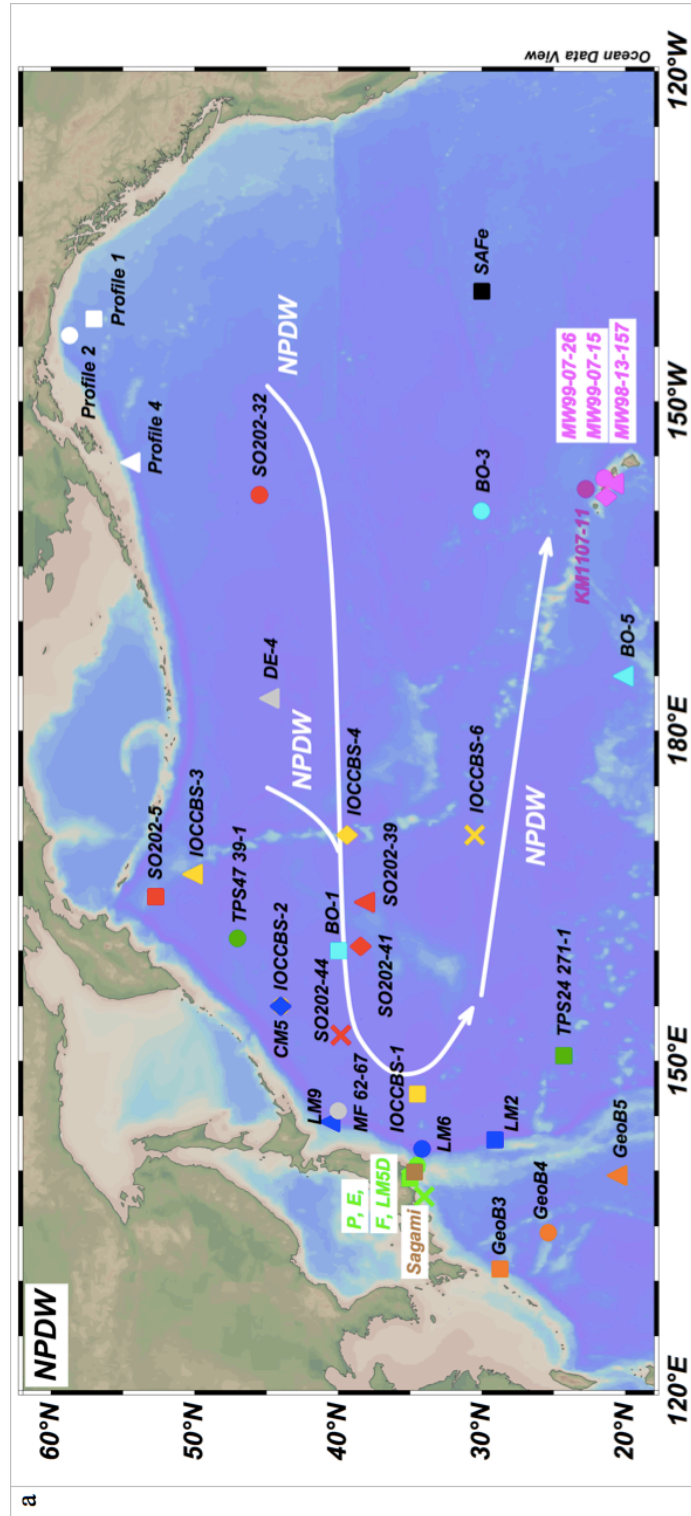 a
NPDW
60°N
50°N
40°N
30°N
20°N
120°E
150°E
180°E
150°W
120°W
Ocean Data View
Profile 2
Profile 1
Profile 4
SO202-5
IOCCBS-3
TPS47 39-1
DE-4
SO202-32
NPDW
NPDW
CM5
IOCCBS-2
SO202-44
BO-1
IOCCBS-4
SO202-39
SO202-41
LM9
MF 62-67
IOCCBS-1
LM6
P, E,
F, LM5D
Sagami
LM2
GeoB3
GeoB4
GeoB5
TPS24 271-1
IOCCBS-6
NPDW
BO-3
SAFe
BO-5
KM1107-11
MW99-07-26
MW99-07-15
MW98-13-157